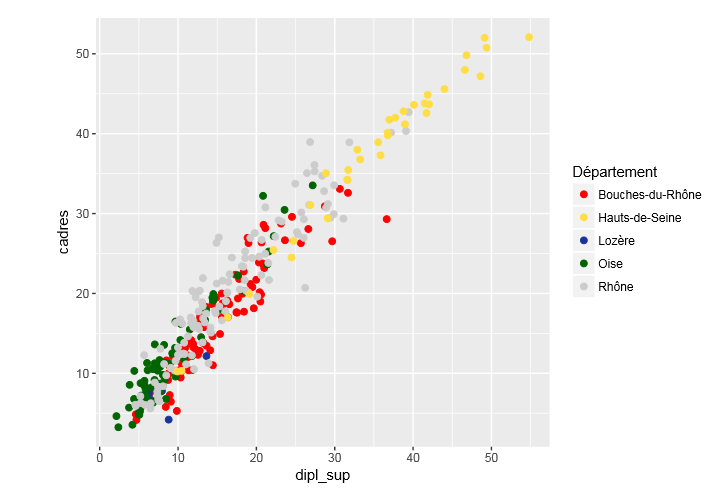 50
40
30
20
10
cadres
0
10
20
30
40
50
dipl_sup
Département
Bouches-du-Rhône
Hauts-de-Seine
Lozère
Oise
Rhône